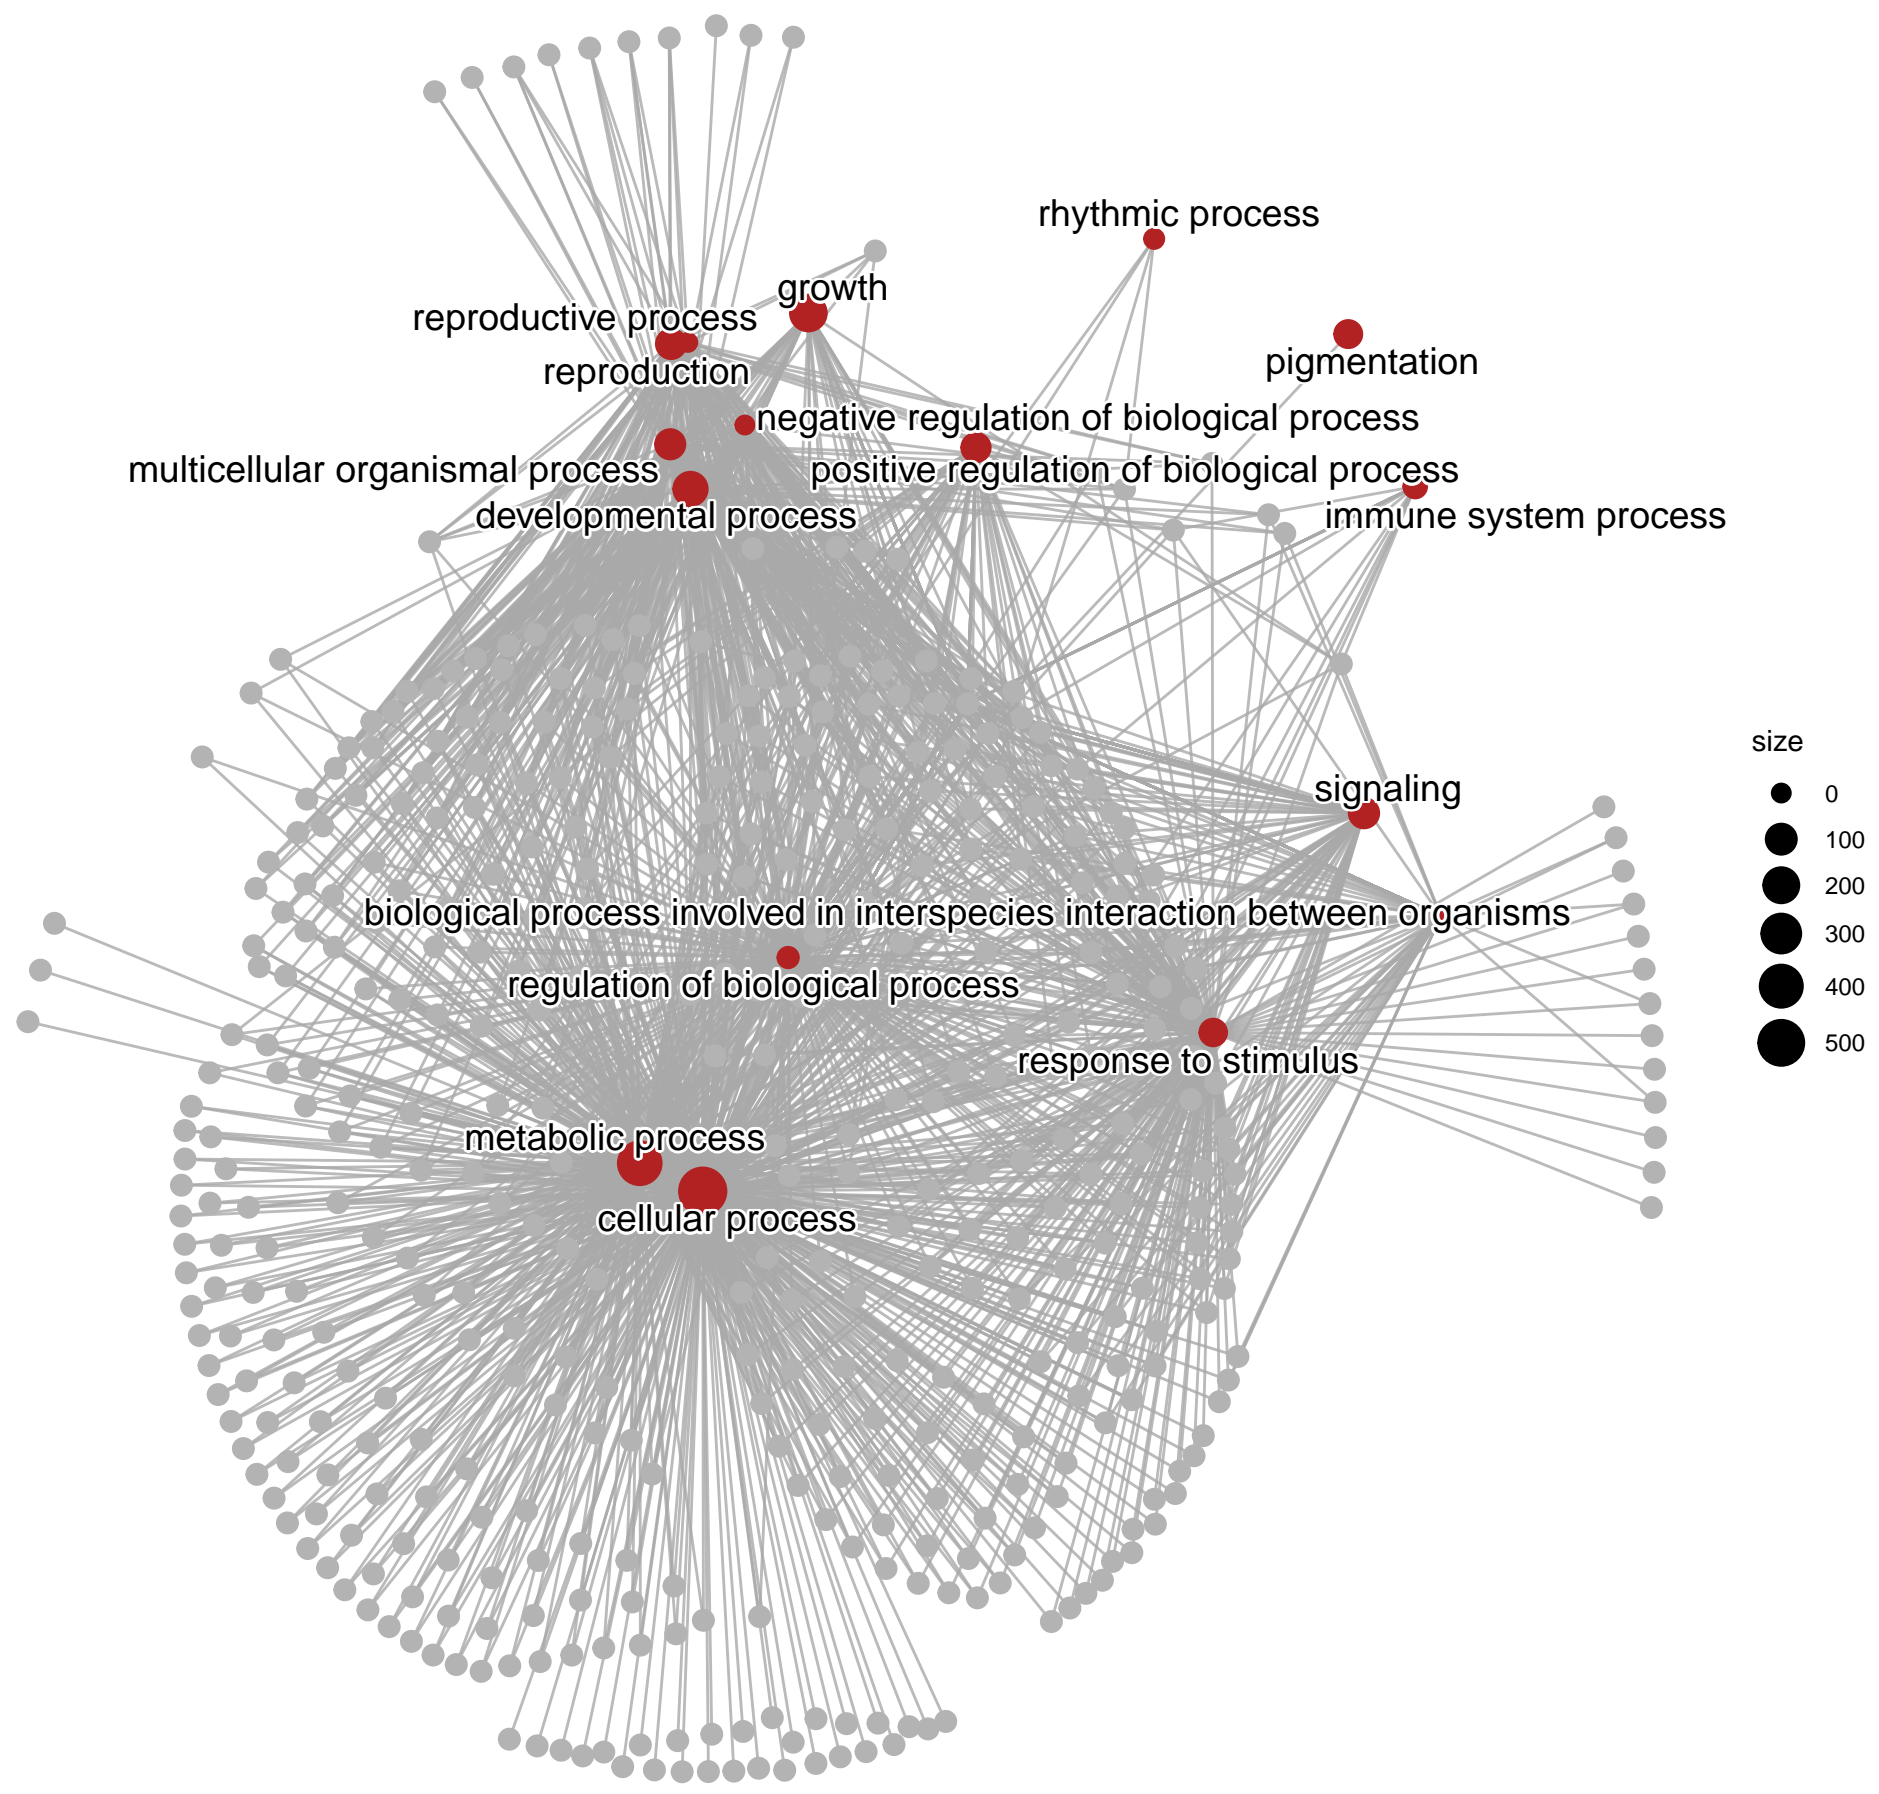 rhythmic process
growth
reproductive process
pigmentation
reproduction
negative regulation of biological process
multicellular organismal process
positive regulation of biological process
developmental process
immune system process
size
signaling
0
100
200
300
400
500
biological process involved in interspecies interaction between organisms
regulation of biological process
response to stimulus
metabolic process
cellular process